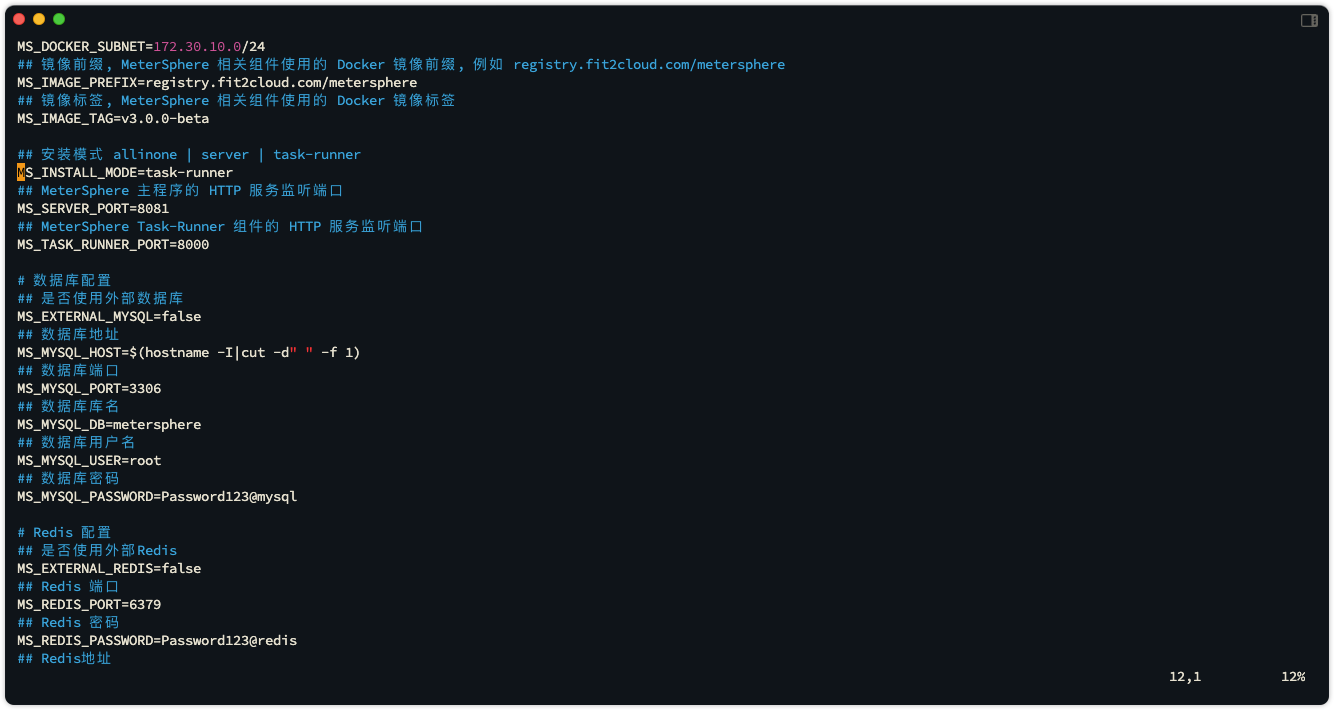 MS_DOCKER_SUBNET=172.30.10.0/24
## 镜像前缀, MeterSphere 相关组件使用的 Docker 镜像前缀, 例如 registry.fit2cloud.com/metersphere
MS_IMAGE_PREFIX=registry.fit2cloud.com/metersphere
## 镜像标签, MeterSphere 相关组件使用的 Docker 镜像标签
MS_IMAGE_TAG=v3.0.0-beta

## 安装模式 allinone | server | task-runner
MS_INSTALL_MODE=task-runner
## MeterSphere 主程序的 HTTP 服务监听端口
MS_SERVER_PORT=8081
## MeterSphere Task-Runner 组件的 HTTP 服务监听端口
MS_TASK_RUNNER_PORT=8000

# 数据库配置
## 是否使用外部数据库
MS_EXTERNAL_MYSQL=false
## 数据库地址
MS_MYSQL_HOST=$(hostname -I|cut -d" " -f 1)
## 数据库端口
MS_MYSQL_PORT=3306
## 数据库库名
MS_MYSQL_DB=metersphere
## 数据库用户名
MS_MYSQL_USER=root
## 数据库密码
MS_MYSQL_PASSWORD=Password123@mysql

# Redis 配置
## 是否使用外部Redis
MS_EXTERNAL_REDIS=false
## Redis 端口
MS_REDIS_PORT=6379
## Redis 密码
MS_REDIS_PASSWORD=Password123@redis
## Redis地址
12,1 12%